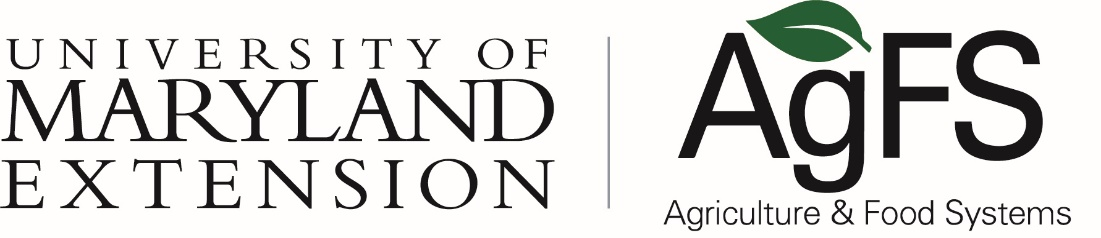 UNIVERSITY OF
MARYLAND
EXTENSION
AgFS
Agriculture & Food Systems